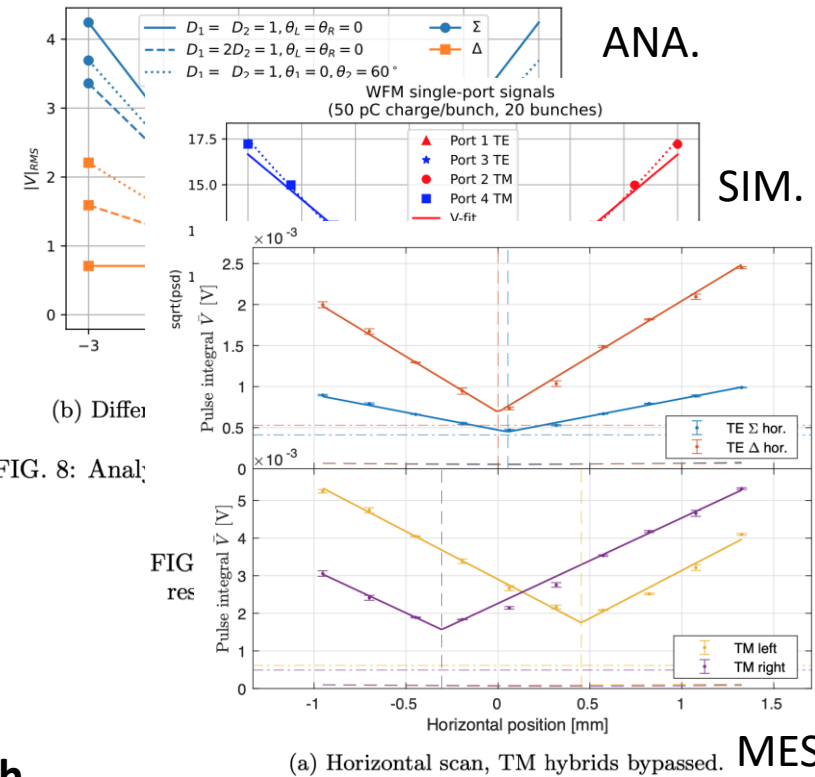 D₁ = D₂ = 1, θ_L = θ_R = 0
D₁ = 2D₂ = 1, θ_L = θ_R = 0
D₁ = D₂ = 1, θ₁ = 0, θ₂ = 60°
Σ
Δ
ANA.
4
3
2
1
0
|V|RMS
-3
(b) Differ
FIG. 8: Analy
WFM single-port signals
(50 pC charge/bunch, 20 bunches)
17.5
15.0
1
1
sqrt(psd)
Port 1 TE
Port 3 TE
Port 2 TM
Port 4 TM
V-fit
SIM.
FIG
res
×10⁻³
2.5
2
1.5
1
0.5
0
Pulse integral V̄ [V]
TE Σ hor.
TE Δ hor.
×10⁻³
5
4
3
2
1
0
Pulse integral V̄ [V]
TM left
TM right
-1 -0.5 0 0.5 1 1.5
Horizontal position [mm]
(a) Horizontal scan, TM hybrids bypassed.
MES